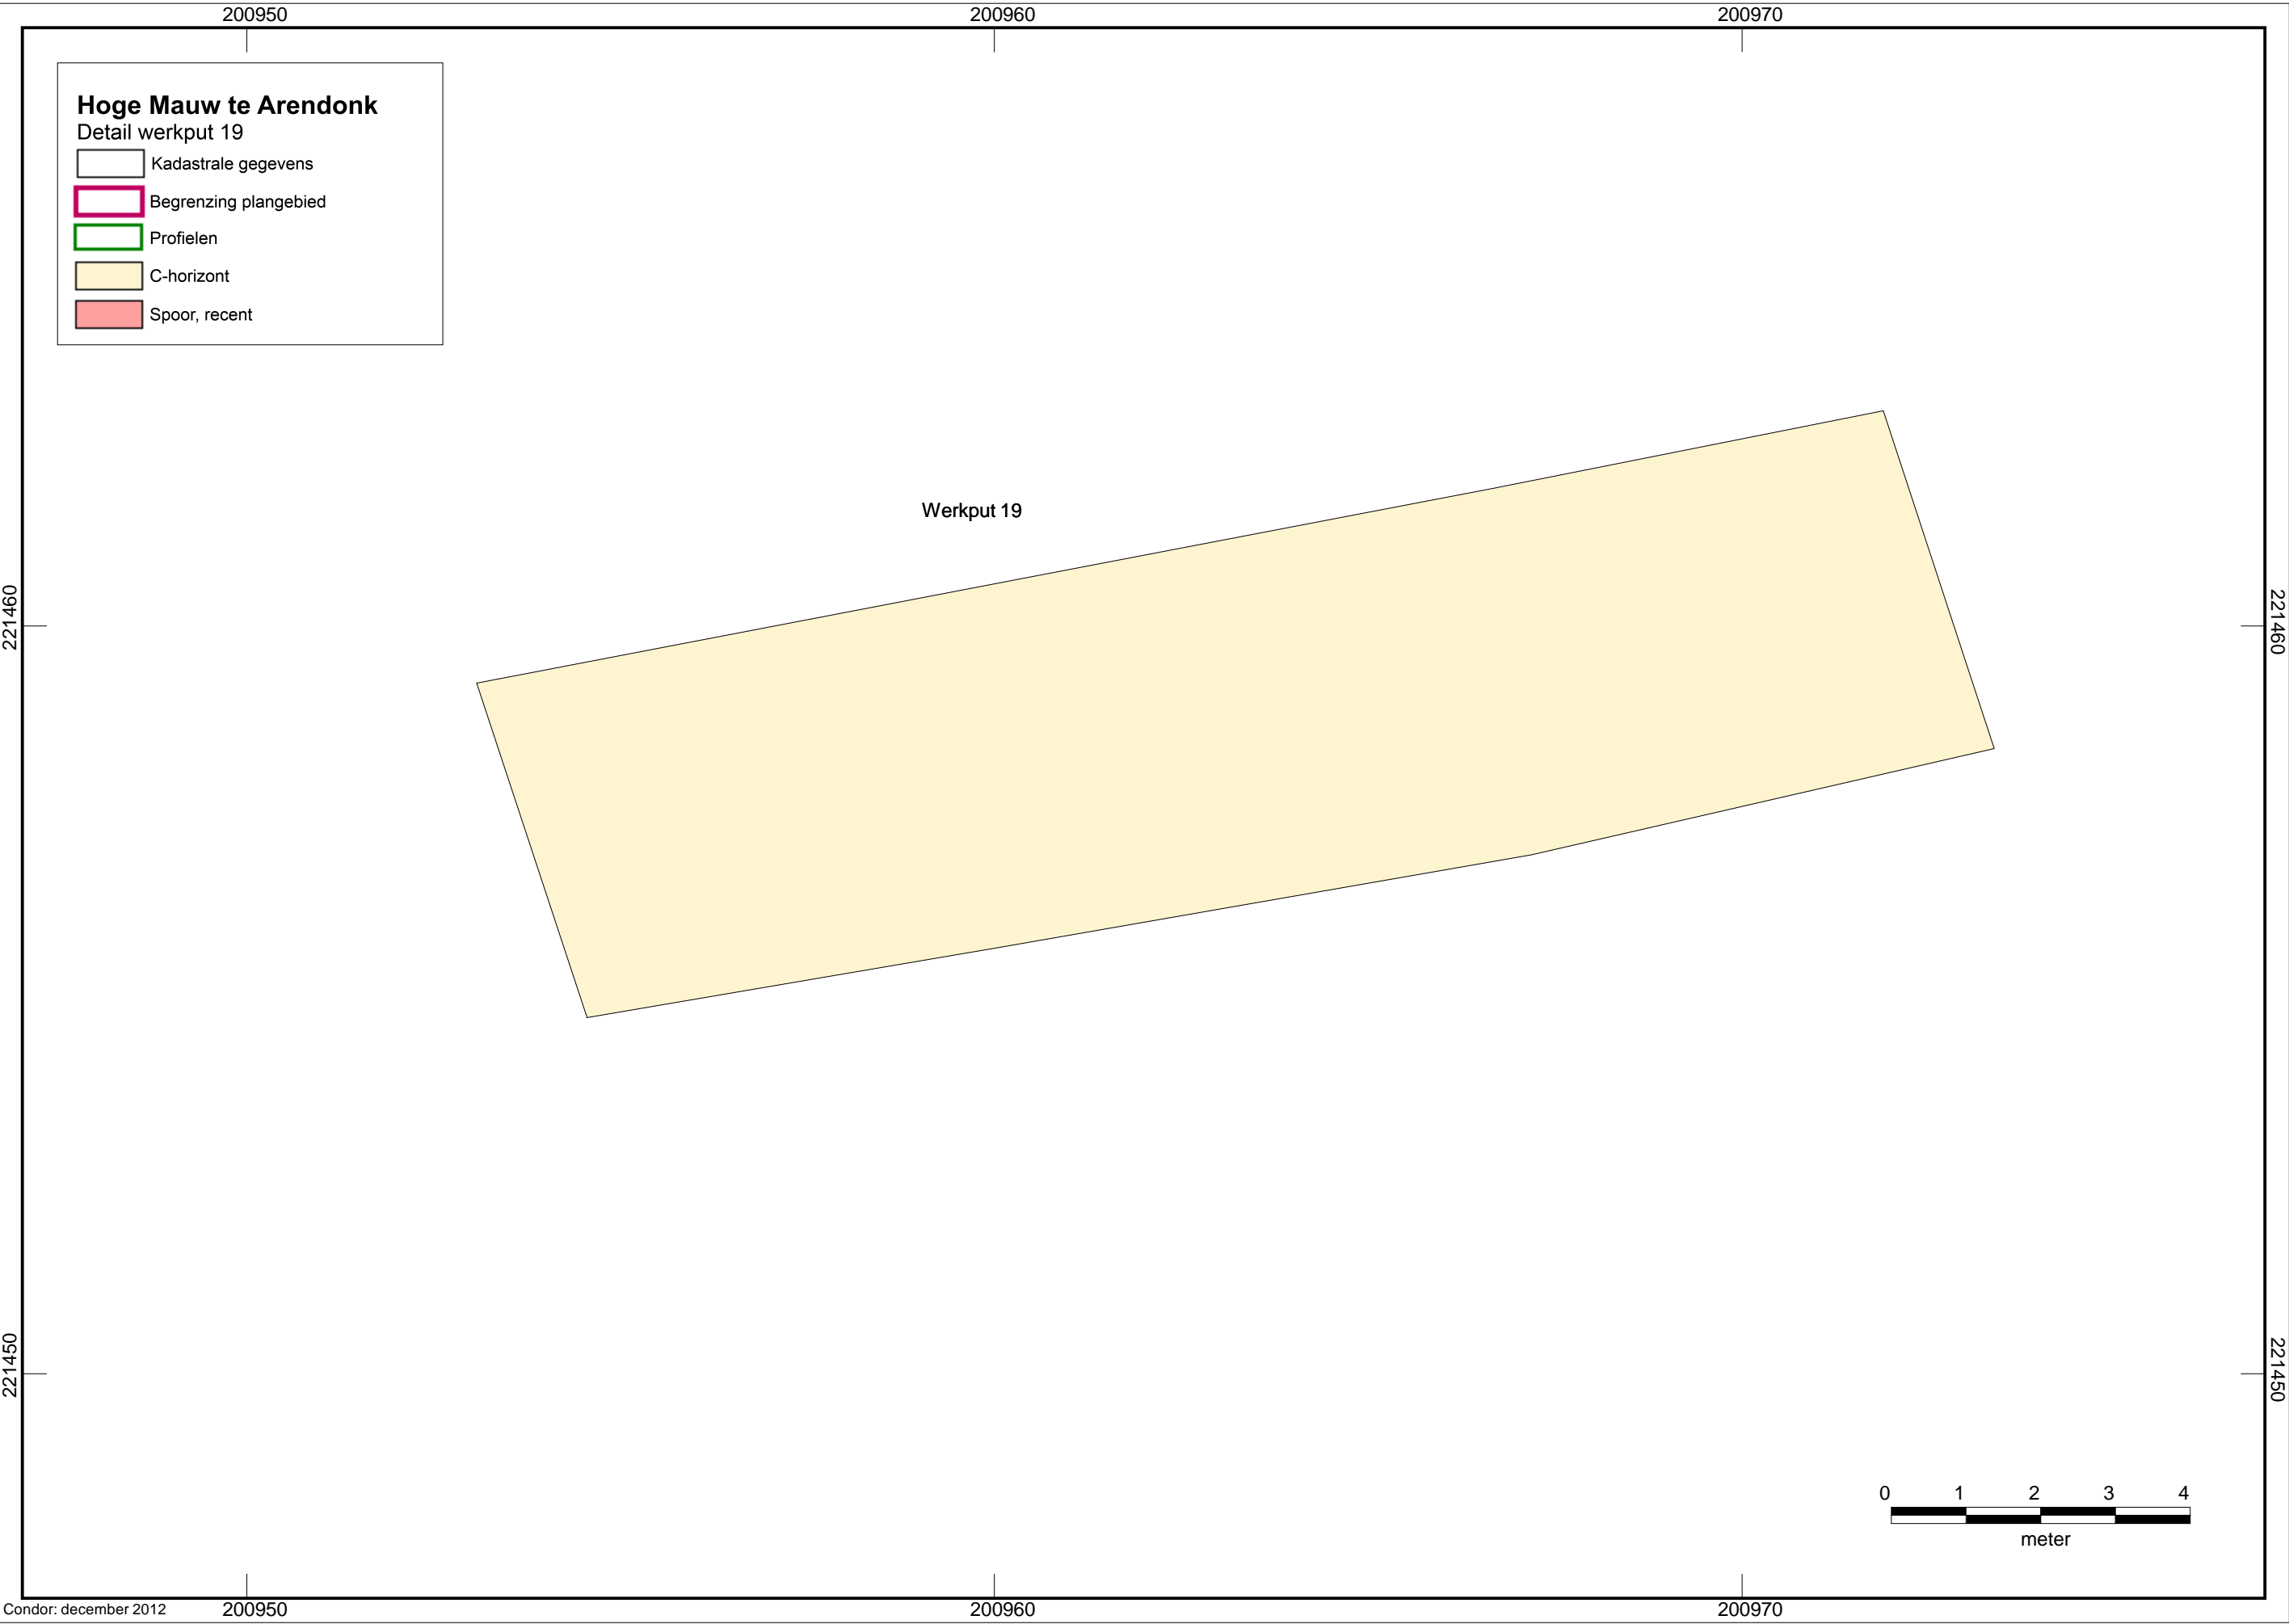 200950 200960 200970
Hoge Mauw te Arendonk
Detail werkput 19
Kadastrale gegevens
Begrenzing plangebied
Profielen
C-horizont
Spoor, recent
Werkput 19
221460 221460
221450 221450
0 1 2 3 4
meter
Condor: december 2012
200950 200960 200970